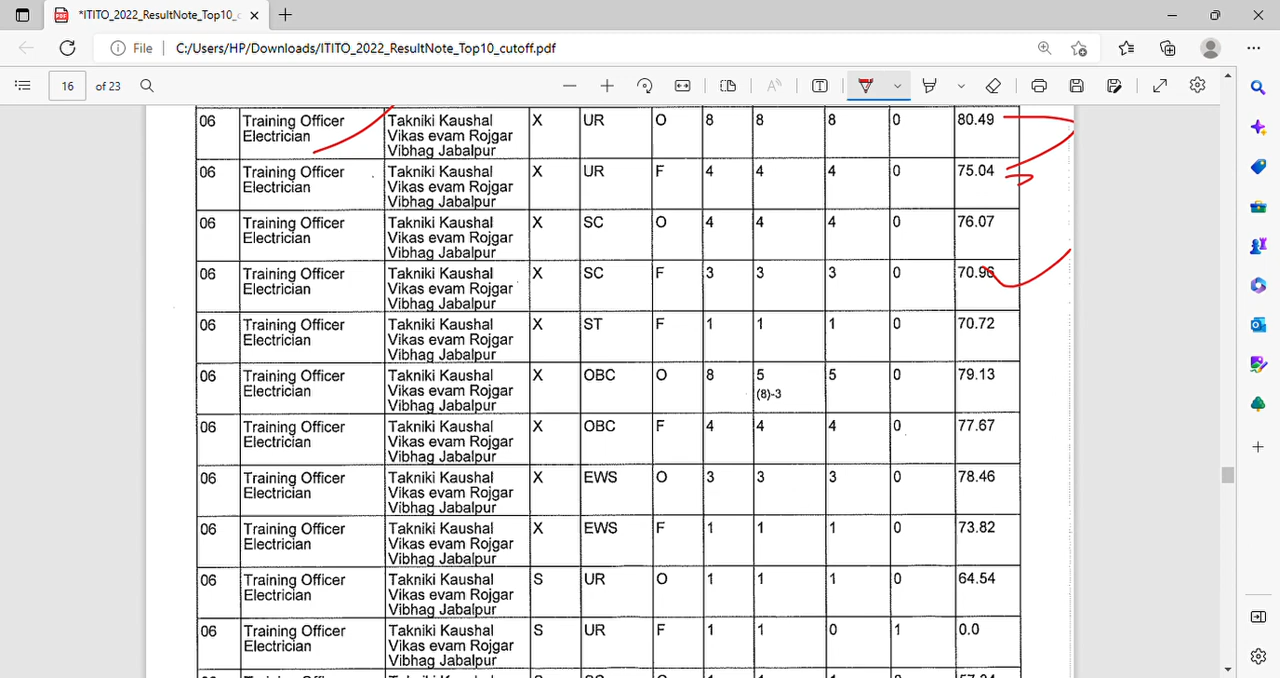 *ITITO_2022_ResultNote_Top10_c
File C:/Users/HP/Downloads/ITITO_2022_ResultNote_Top10_cutoff.pdf
16 of 23
06 Training Officer Electrician Takniki Kaushal Vikas evam Rojgar Vibhag Jabalpur X UR O 8 8 8 0 80.49
06 Training Officer Electrician Takniki Kaushal Vikas evam Rojgar Vibhag Jabalpur X UR F 4 4 4 0 75.04
06 Training Officer Electrician Takniki Kaushal Vikas evam Rojgar Vibhag Jabalpur X SC O 4 4 4 0 76.07
06 Training Officer Electrician Takniki Kaushal Vikas evam Rojgar Vibhag Jabalpur X SC F 3 3 3 0 70.96
06 Training Officer Electrician Takniki Kaushal Vikas evam Rojgar Vibhag Jabalpur X ST F 1 1 1 0 70.72
06 Training Officer Electrician Takniki Kaushal Vikas evam Rojgar Vibhag Jabalpur X OBC O 8 5 (8)-3 5 0 79.13
06 Training Officer Electrician Takniki Kaushal Vikas evam Rojgar Vibhag Jabalpur X OBC F 4 4 4 0 77.67
06 Training Officer Electrician Takniki Kaushal Vikas evam Rojgar Vibhag Jabalpur X EWS O 3 3 3 0 78.46
06 Training Officer Electrician Takniki Kaushal Vikas evam Rojgar Vibhag Jabalpur X EWS F 1 1 1 0 73.82
06 Training Officer Electrician Takniki Kaushal Vikas evam Rojgar Vibhag Jabalpur S UR O 1 1 1 0 64.54
06 Training Officer Electrician Takniki Kaushal Vikas evam Rojgar Vibhag Jabalpur S UR F 1 1 0 1 0.0